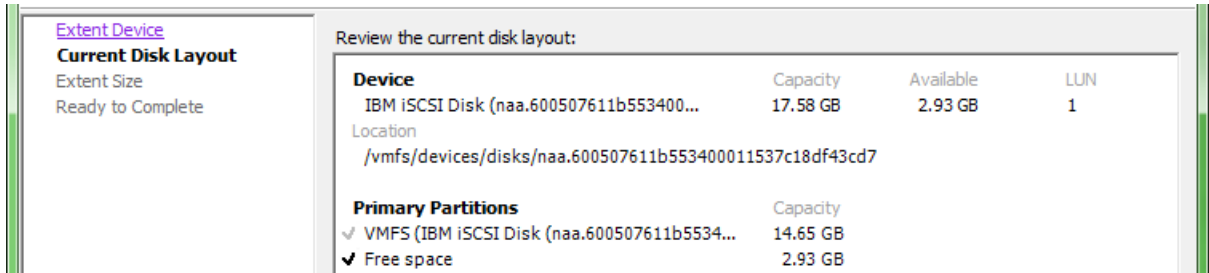 Extent Device
Current Disk Layout
Extent Size
Ready to Complete
Review the current disk layout:
Device Capacity Available LUN
IBM iSCSI Disk (naa.600507611b553400... 17.58 GB 2.93 GB 1
Location
/vmfs/devices/disks/naa.600507611b553400011537c18df43cd7
Primary Partitions Capacity
VMFS (IBM iSCSI Disk (naa.600507611b5534... 14.65 GB
Free space 2.93 GB